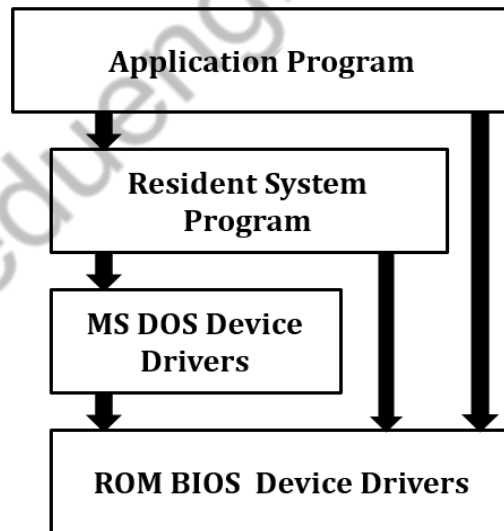 Application Program
Resident System
Program
MS DOS Device
Drivers
ROM BIOS Device Drivers